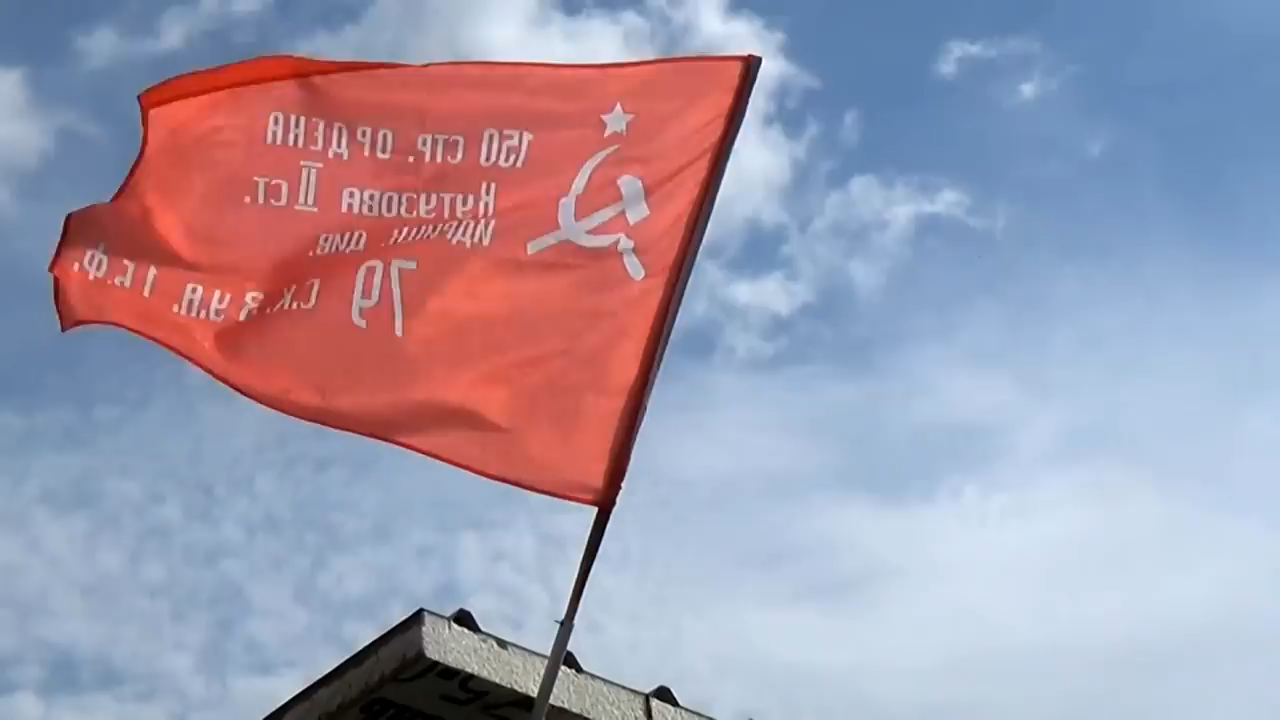 150 СТР. ОРДЕНА
КУТУЗОВА II СТ.
ИДРИЦК. ДИВ.
79 С.К. 3 У.А. 1 Б.Ф.